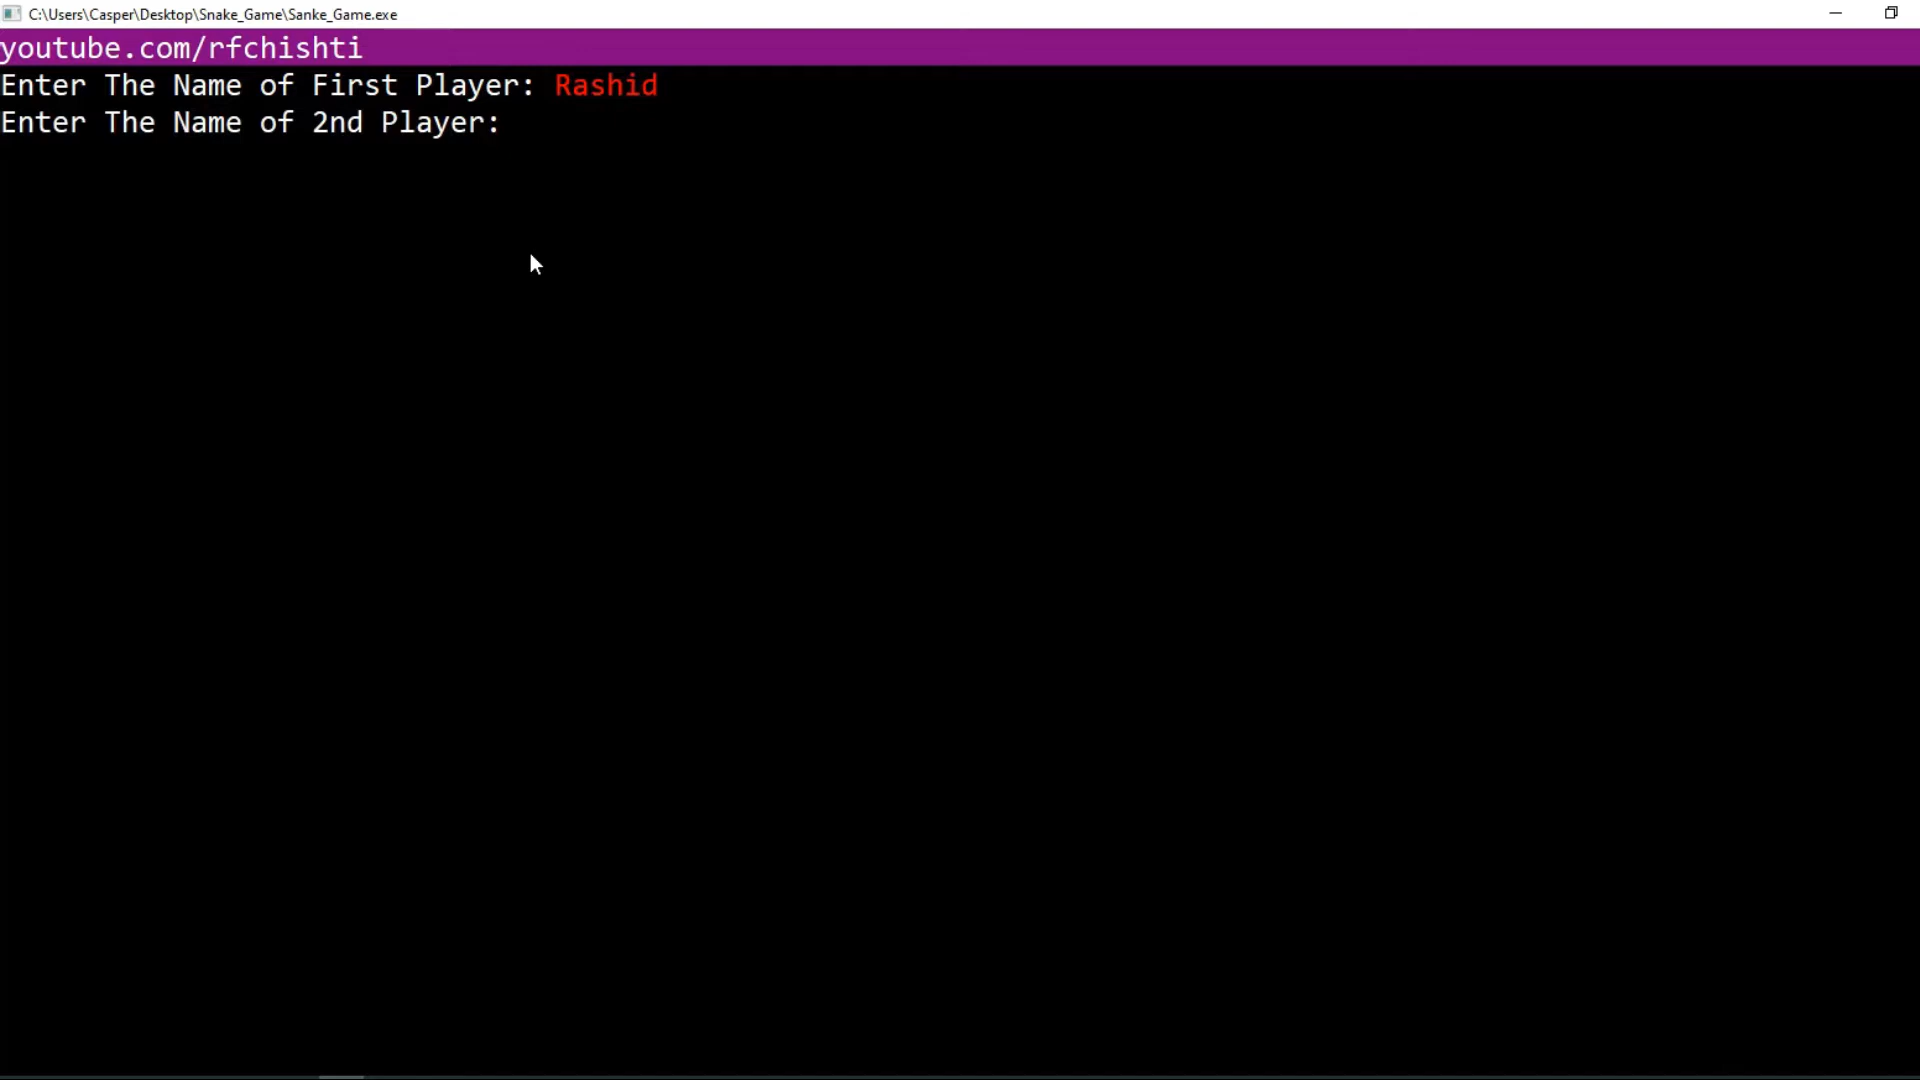 C:\Users\Casper\Desktop\Snake_Game\Sanke_Game.exe
youtube.com/rfchishti
Enter The Name of First Player: Rashid
Enter The Name of 2nd Player: